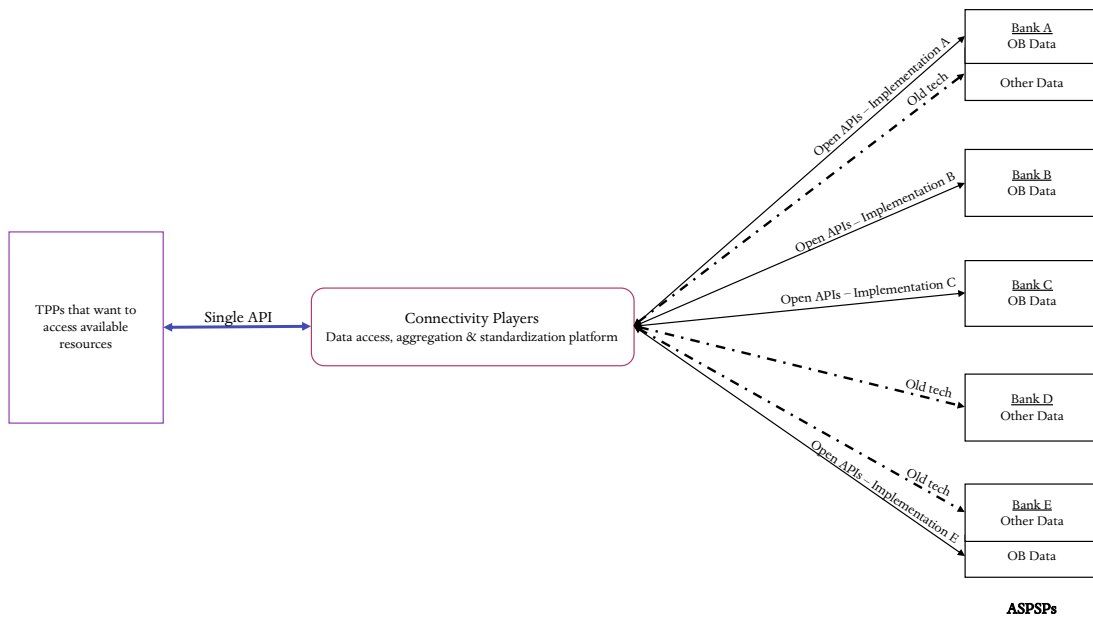 TPPs that want to
access available
resources
Single API
Connectivity Players
Data access, aggregation & standardization platform
Open APIs – Implementation A
Old tech
Open APIs – Implementation B
Open APIs – Implementation C
Old tech
Old tech
Open APIs – Implementation E
Bank A
OB Data
Other Data
Bank B
OB Data
Bank C
OB Data
Bank D
Other Data
Bank E
Other Data
OB Data
ASPSPs